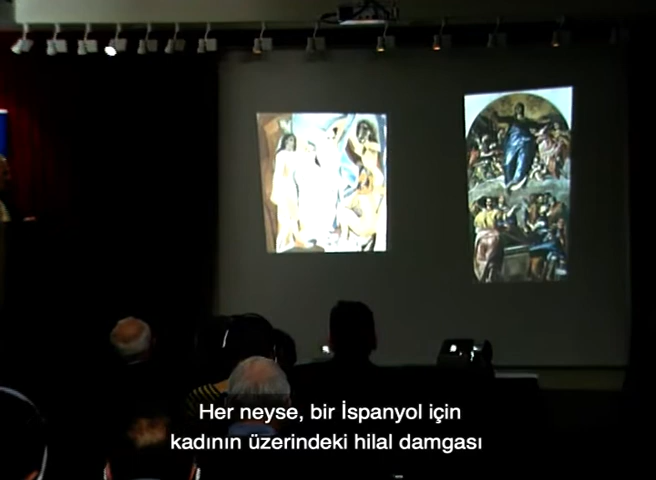 Her neyse, bir İspanyol için
kadının üzerindeki hilal damgası